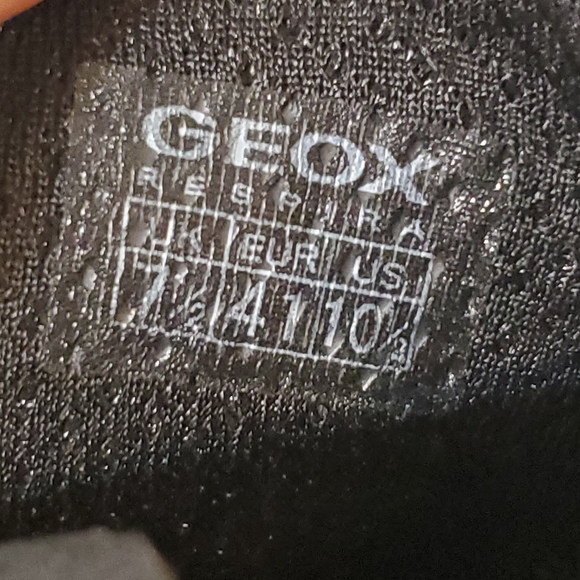 GEOX
RESPIRA
UK EUR US
7½ 41 10½